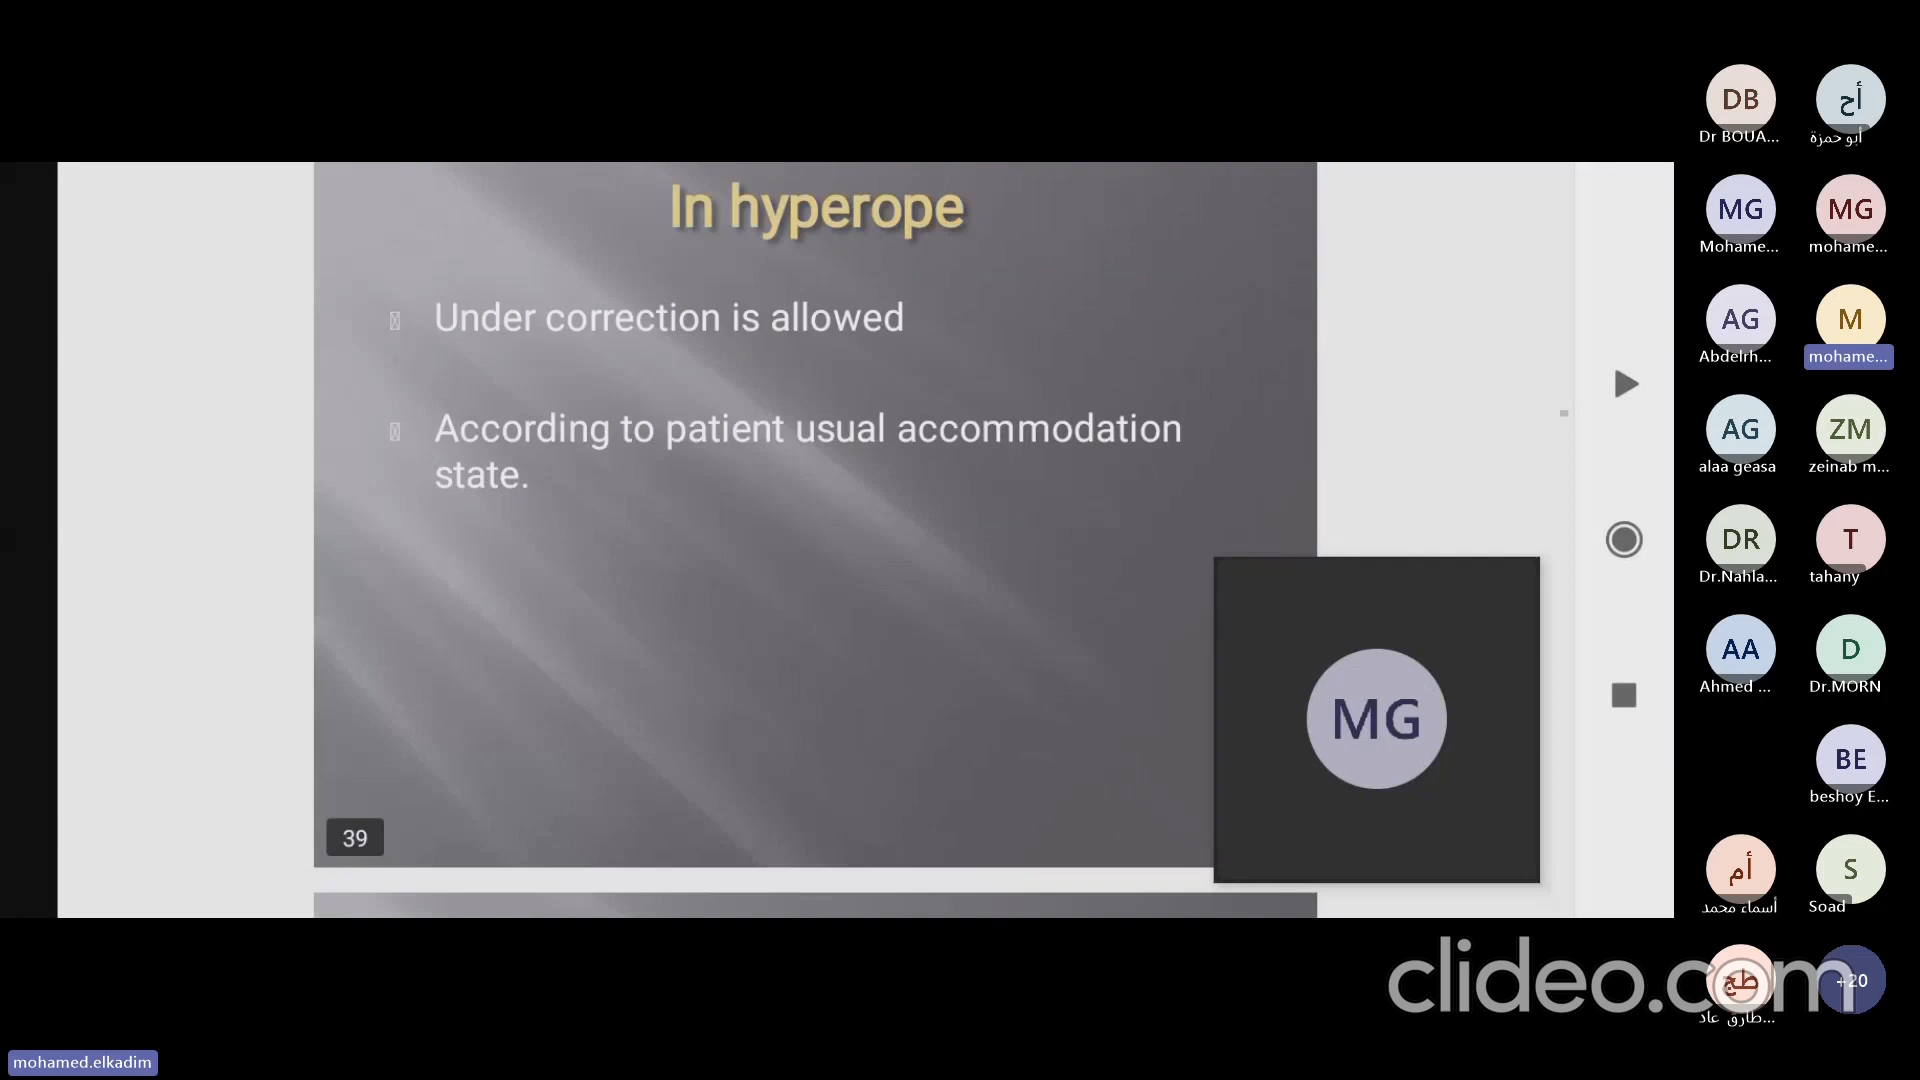 In hyperope
Under correction is allowed
According to patient usual accommodation
state.
39
MG
DB
Dr BOUA...
أح
أبو حمزة
MG
Mohame...
MG
mohame...
AG
Abdelrh...
M
mohame...
AG
alaa geasa
ZM
zeinab m...
DR
Dr.Nahla...
T
tahany
AA
Ahmed ...
D
Dr.MORN
BE
beshoy E...
أم
أسماء محمد
S
Soad
طج
طارق عاد...
+20
clideo.com
mohamed.elkadim